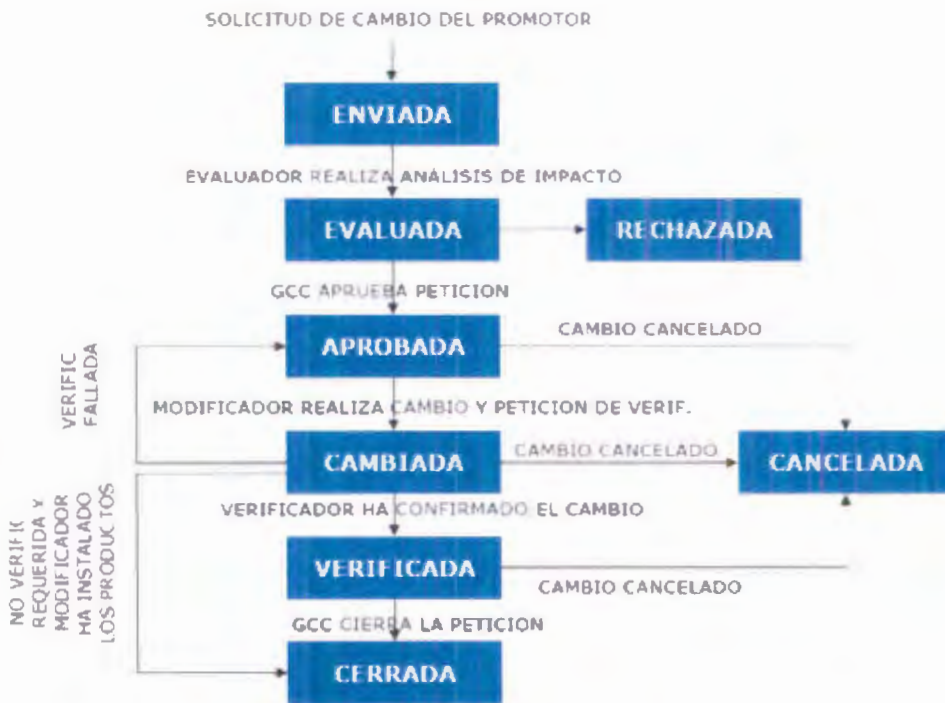 SOLICITUD DE CAMBIO DEL PROMOTOR
ENVIADA
EVALUADOR REALIZA ANÁLISIS DE IMPACTO
EVALUADA
RECHAZADA
GCC APRUEBA PETICION
APROBADA
CAMBIO CANCELADO
VERIFIC
FALLADA
MODIFICADOR REALIZA CAMBIO Y PETICION DE VERIF.
CAMBIADA
CAMBIO CANCELADO
CANCELADA
VERIFICADOR HA CONFIRMADO EL CAMBIO
NO VERIFIC
REQUERIDA Y
MODIFICADOR
HA INSTALADO
LOS PRODUCTOS
VERIFICADA
CAMBIO CANCELADO
GCC CIERRA LA PETICION
CERRADA